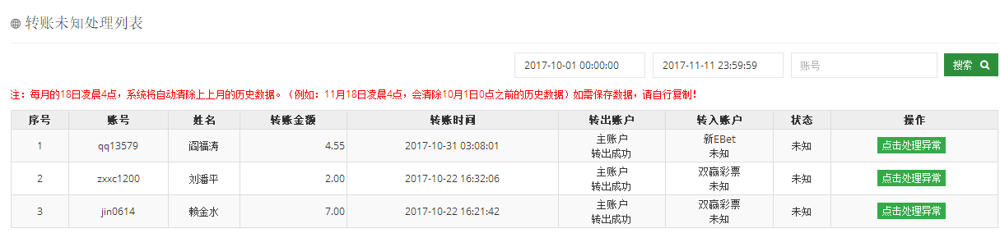 转账未知处理列表
2017-10-01 00:00:00 2017-11-11 23:59:59 账号 搜索
注：每月的18日凌晨4点，系统将自动清除上上月的历史数据。（例如：11月18日凌晨4点，会清除10月1日0点之前的历史数据）如需保存数据，请自行复制！
序号 账号 姓名 转账金额 转账时间 转出账户 转入账户 状态 操作
1 qq13579 阎福涛 4.55 2017-10-31 03:08:01 主账户 新EBet 未知 点击处理异常
转出成功 未知
2 zxxc1200 刘潘平 2.00 2017-10-22 16:32:06 主账户 双赢彩票 未知 点击处理异常
转出成功 未知
3 jin0614 赖金水 7.00 2017-10-22 16:21:42 主账户 双赢彩票 未知 点击处理异常
转出成功 未知